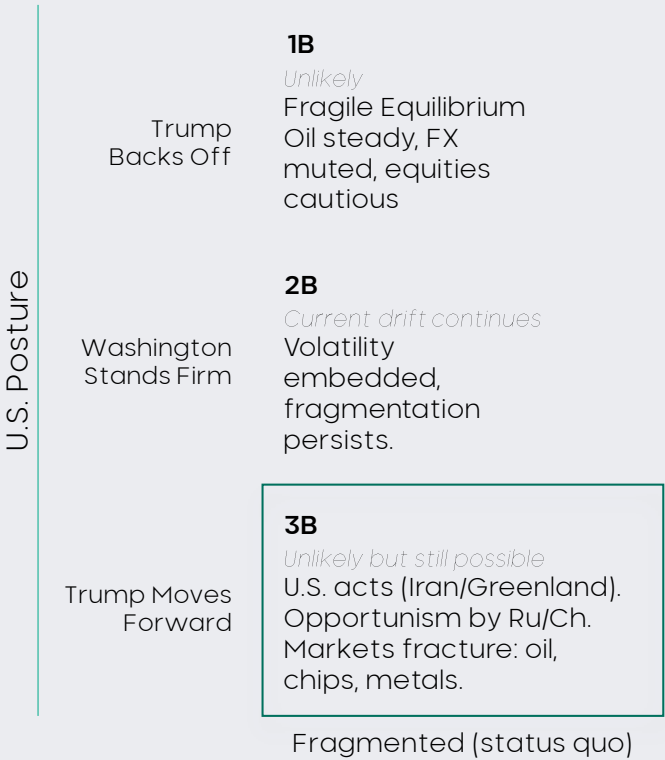 U.S. Posture
1B
Unlikely
Trump
Backs Off
Fragile Equilibrium
Oil steady, FX
muted, equities
cautious
2B
Current drift continues
Washington
Stands Firm
Volatility
embedded,
fragmentation
persists.
3B
Unlikely but still possible
Trump Moves
Forward
U.S. acts (Iran/Greenland).
Opportunism by Ru/Ch.
Markets fracture: oil,
chips, metals.
Fragmented (status quo)